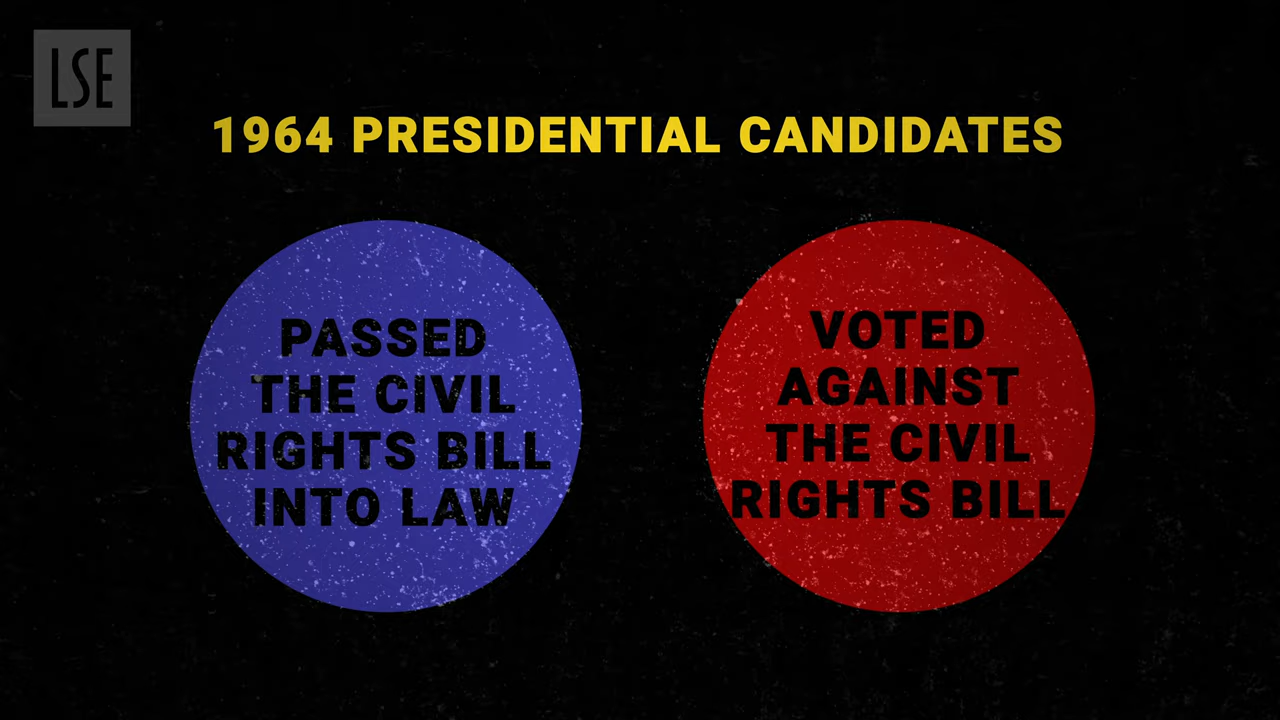 LSE
1964 PRESIDENTIAL CANDIDATES
PASSED
THE CIVIL
RIGHTS BILL
INTO LAW
VOTED
AGAINST
THE CIVIL
RIGHTS BILL